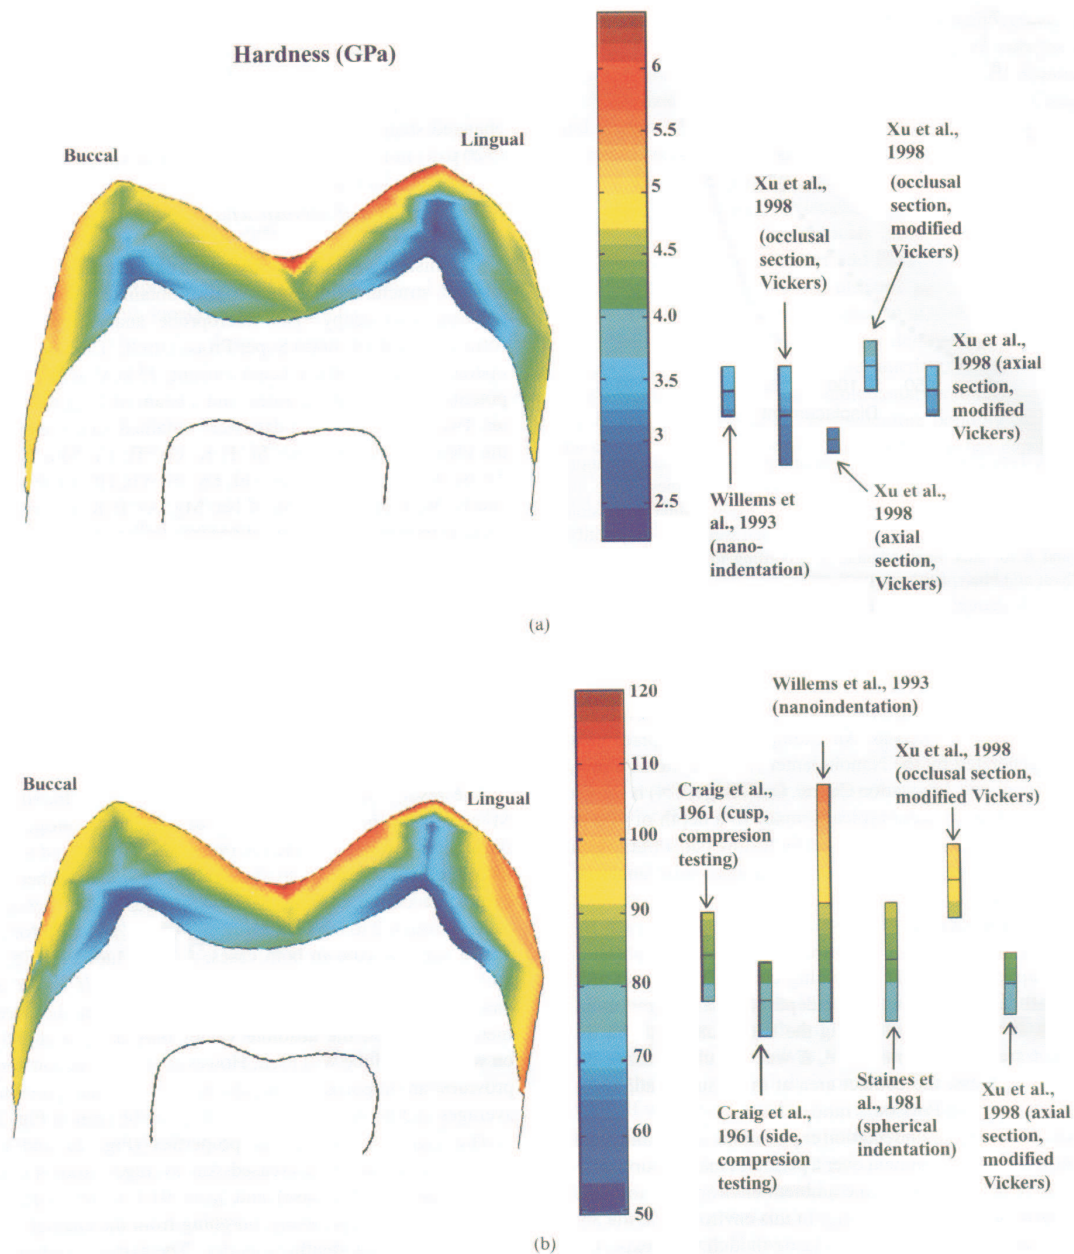 Hardness (GPa)
Buccal
Lingual
6
5.5
5
4.5
4.0
3.5
3
2.5
Xu et al.,
1998
(occlusal
section,
Vickers)
Xu et al.,
1998
(occlusal
section,
modified
Vickers)
Xu et al.,
1998 (axial
section,
modified
Vickers)
Willems et
al., 1993
(nano-
indentation)
Xu et al.,
1998
(axial
section,
Vickers)
(a)
Buccal
Lingual
120
110
100
90
80
70
60
50
Willems et al., 1993
(nanoindentation)
Craig et al.,
1961 (cusp,
compresion
testing)
Xu et al., 1998
(occlusal section,
modified Vickers)
Craig et al.,
1961 (side,
compresion
testing)
Staines et
al., 1981
(spherical
indentation)
Xu et al.,
1998 (axial
section,
modified
Vickers)
(b)